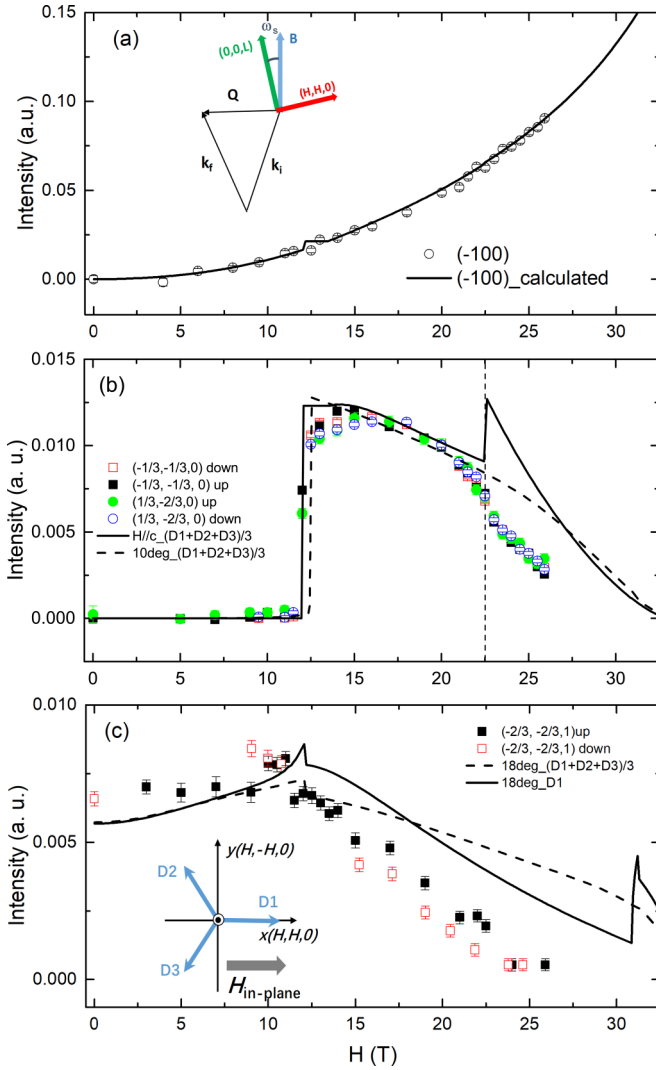 (a)
0.15
0.10
0.05
0.00
Intensity (a.u.)
(0,0,L)
ωs
B
(H,H,0)
Q
kf
ki
(-100)
(-100)_calculated
0 5 10 15 20 25 30
(b)
0.015
0.010
0.005
0.000
Intensity (a. u.)
(-1/3,-1/3,0) down
(-1/3,-1/3, 0) up
(1/3,-2/3,0) up
(1/3, -2/3, 0) down
H//c_(D1+D2+D3)/3
10deg_(D1+D2+D3)/3
0 5 10 15 20 25 30
(c)
0.010
0.005
0.000
Intensity (a. u.)
(-2/3, -2/3,1)up
(-2/3, -2/3,1) down
18deg_(D1+D2+D3)/3
18deg_D1
y(H,-H,0)
D2
D1
x(H,H,0)
D3
Hin-plane
0 5 10 15 20 25 30
H (T)